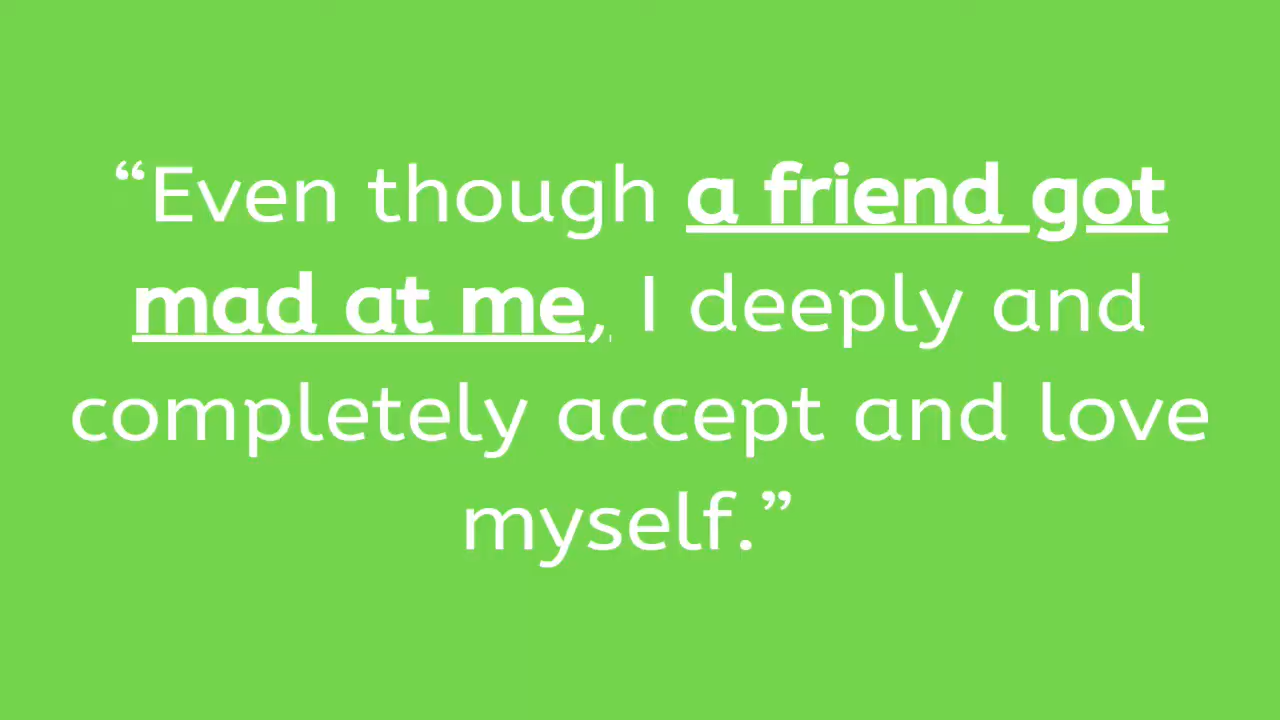 “Even though a friend got
mad at me, I deeply and
completely accept and love
myself.”